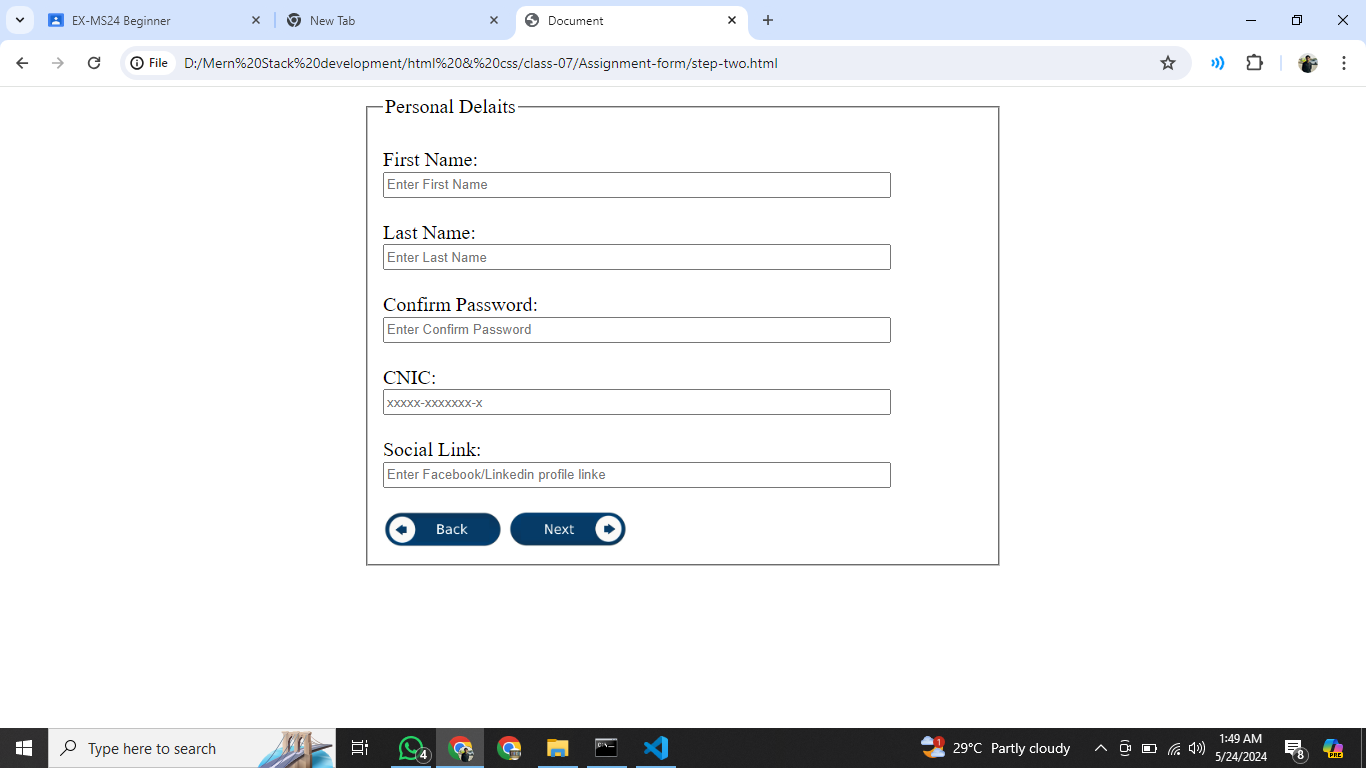 EX-MS24 Beginner
New Tab
Document
File
D:/Mern%20Stack%20development/html%20&%20css/class-07/Assignment-form/step-two.html
Personal Delaits
First Name:
Enter First Name
Last Name:
Enter Last Name
Confirm Password:
Enter Confirm Password
CNIC:
xxxxx-xxxxxxx-x
Social Link:
Enter Facebook/Linkedin profile linke
Back
Next
Type here to search
4
1
29°C Partly cloudy
1:49 AM
5/24/2024
8
PRE